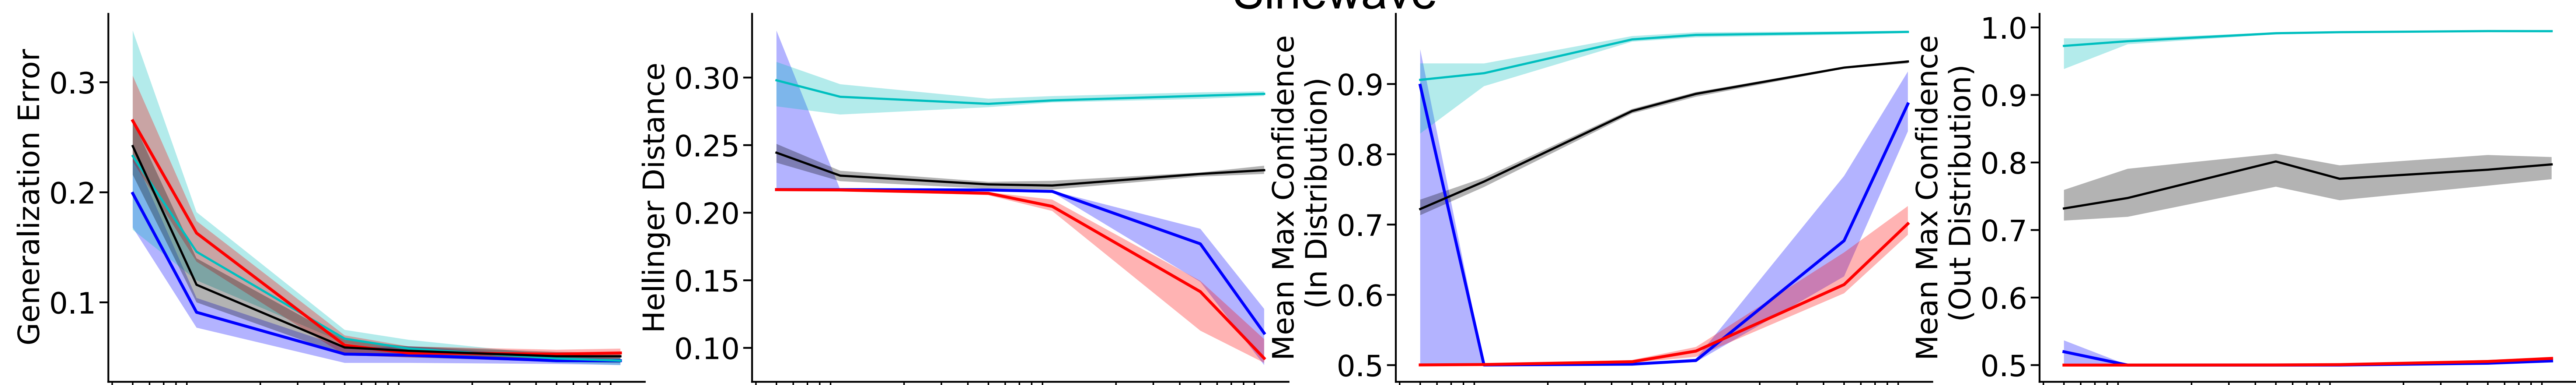 Sinewave
Generalization Error
0.3
0.2
0.1
Hellinger Distance
0.30
0.25
0.20
0.15
0.10
Mean Max Confidence
(In Distribution)
0.9
0.8
0.7
0.6
0.5
Mean Max Confidence
(Out Distribution)
1.0
0.9
0.8
0.7
0.6
0.5